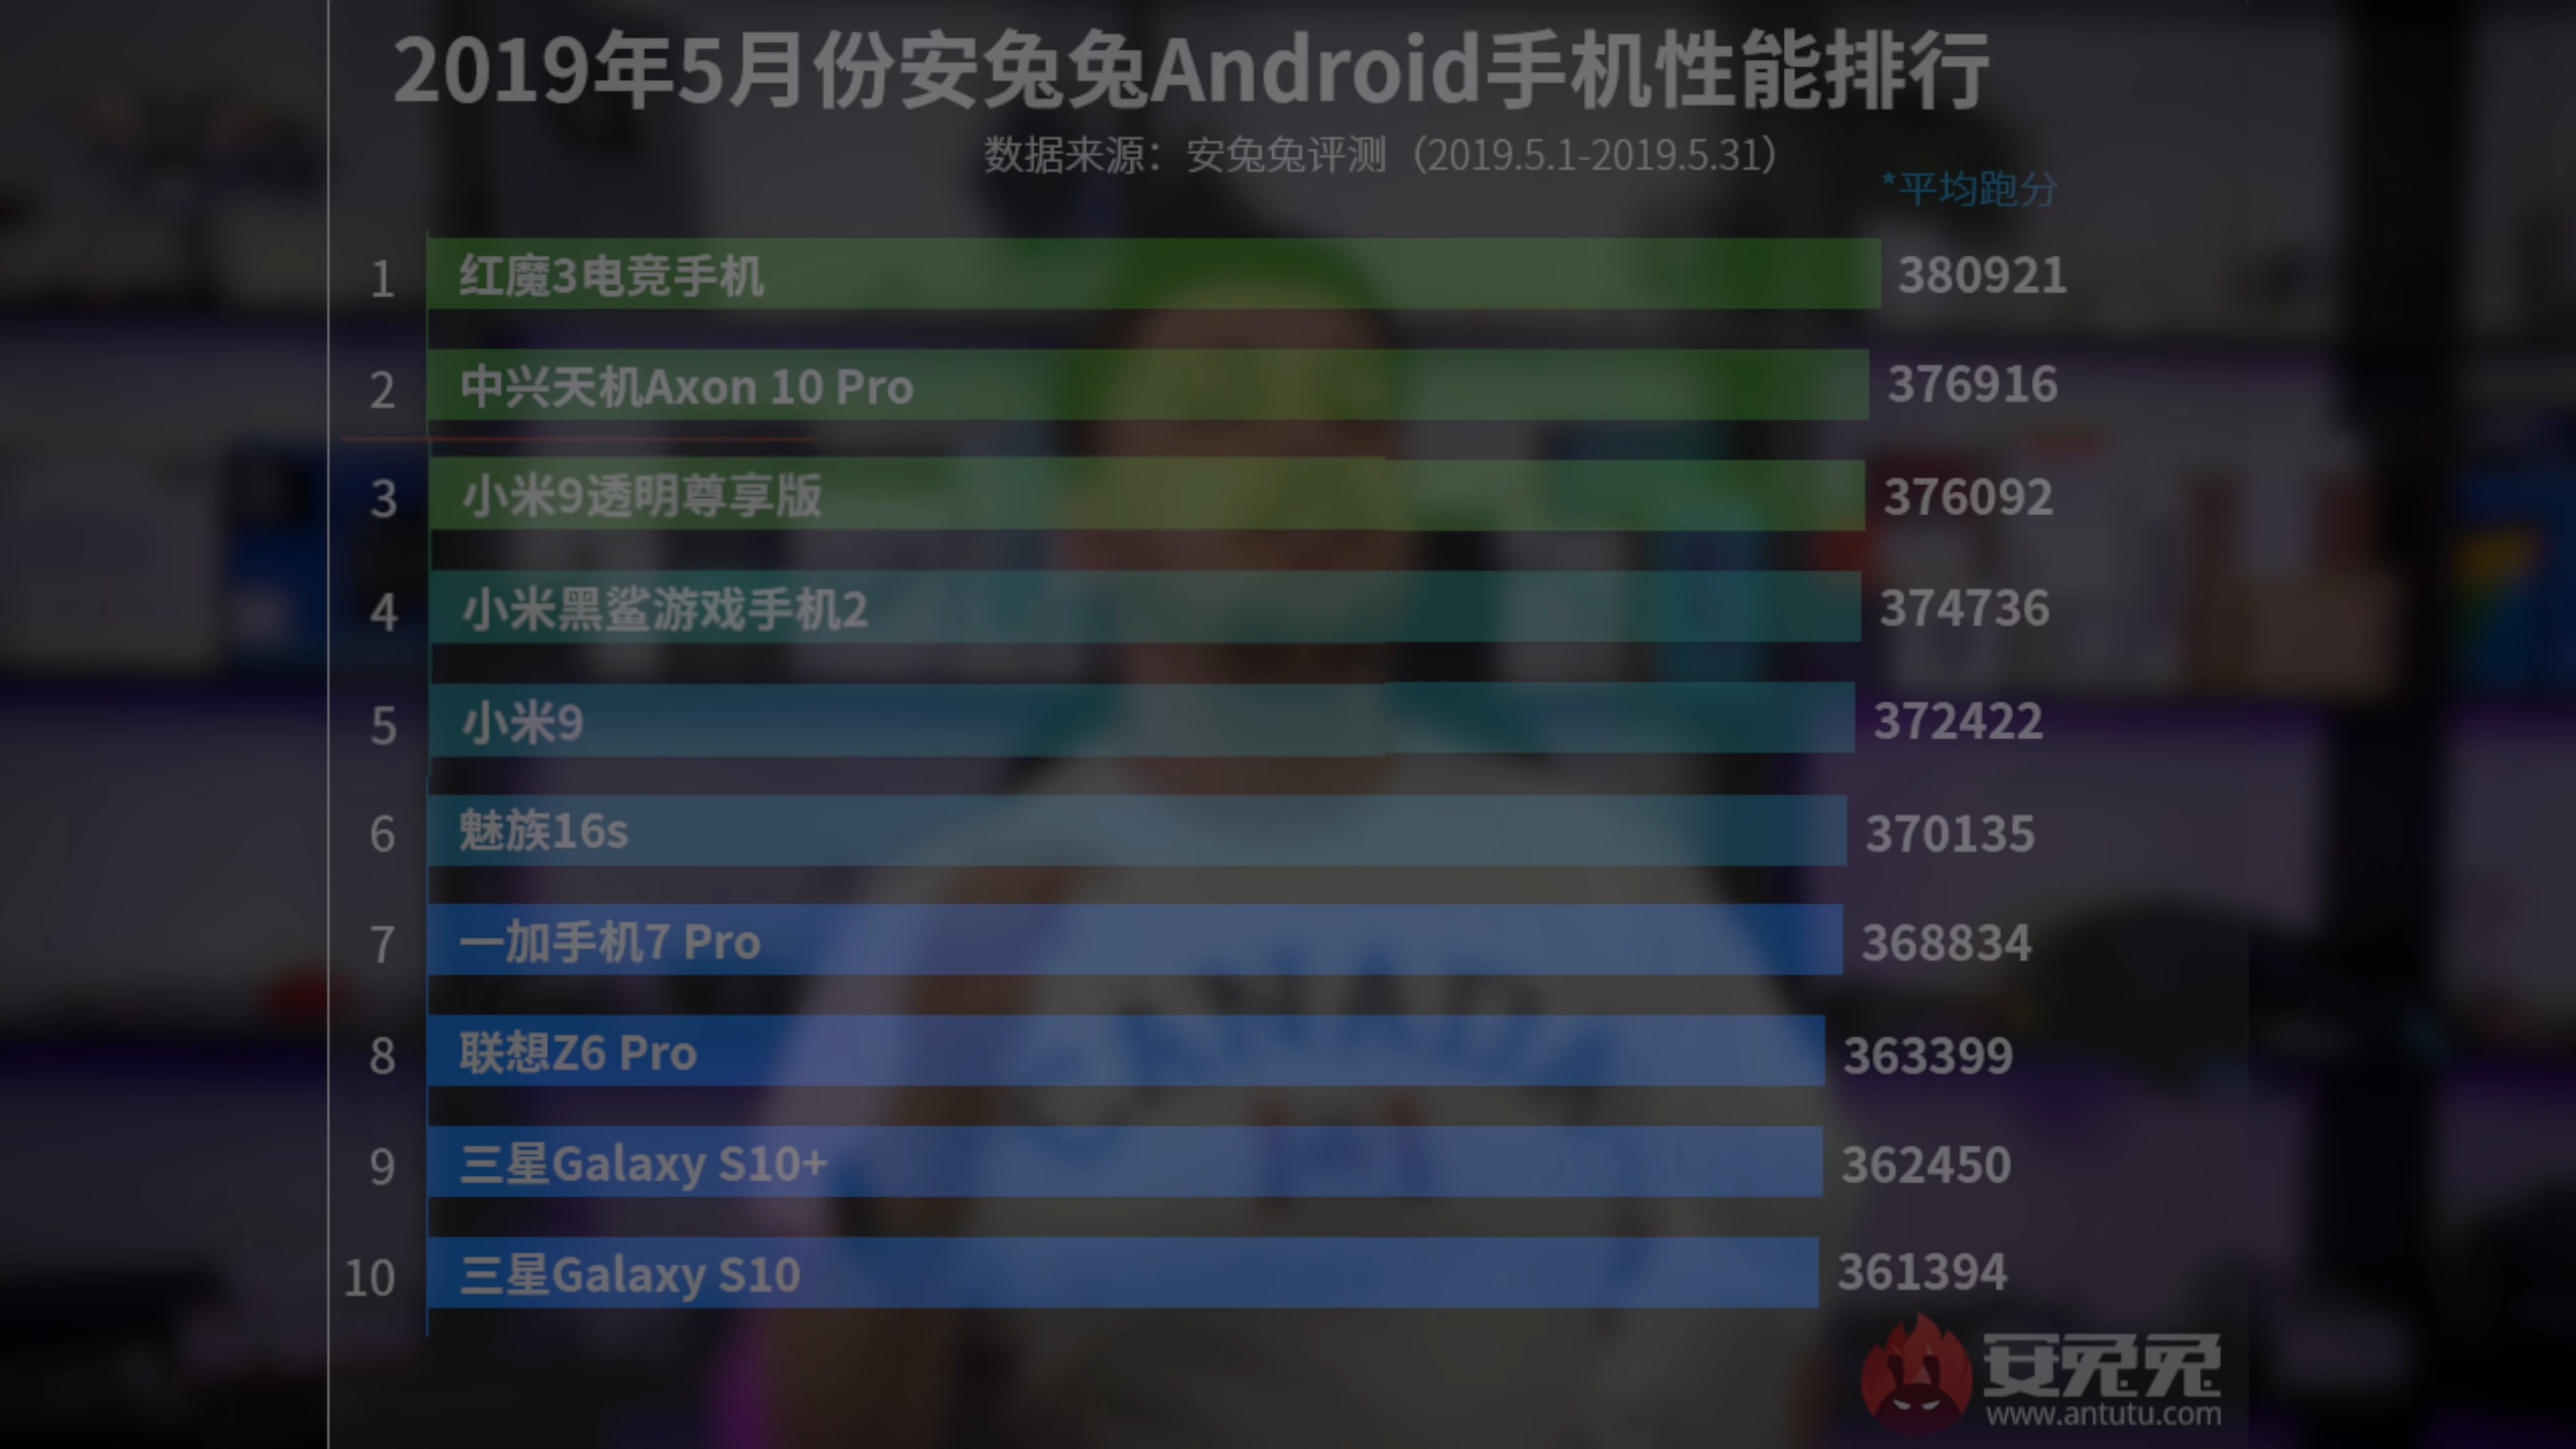 2019年5月份安兔兔Android手机性能排行
数据来源：安兔兔评测（2019.5.1-2019.5.31）
*平均跑分
1 红魔3电竞手机 380921
2 中兴天机Axon 10 Pro 376916
3 小米9透明尊享版 376092
4 小米黑鲨游戏手机2 374736
5 小米9 372422
6 魅族16s 370135
7 一加手机7 Pro 368834
8 联想Z6 Pro 363399
9 三星Galaxy S10+ 362450
10 三星Galaxy S10 361394
CANADA
安兔兔
www.antutu.com